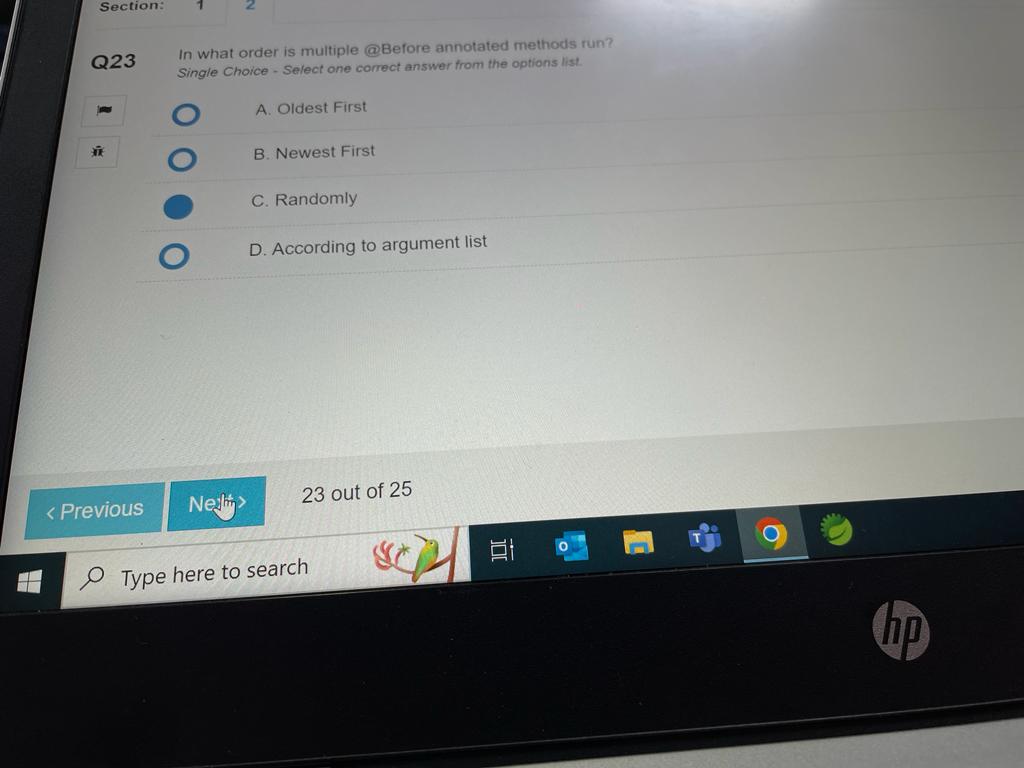 Section: 1 2
Q23 In what order is multiple @Before annotated methods run?
Single Choice - Select one correct answer from the options list.
A. Oldest First
B. Newest First
C. Randomly
D. According to argument list
< Previous
Next >
23 out of 25
Type here to search
hp